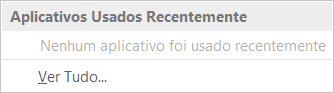 Aplicativos Usados Recentemente
Nenhum aplicativo foi usado recentemente
Ver Tudo...